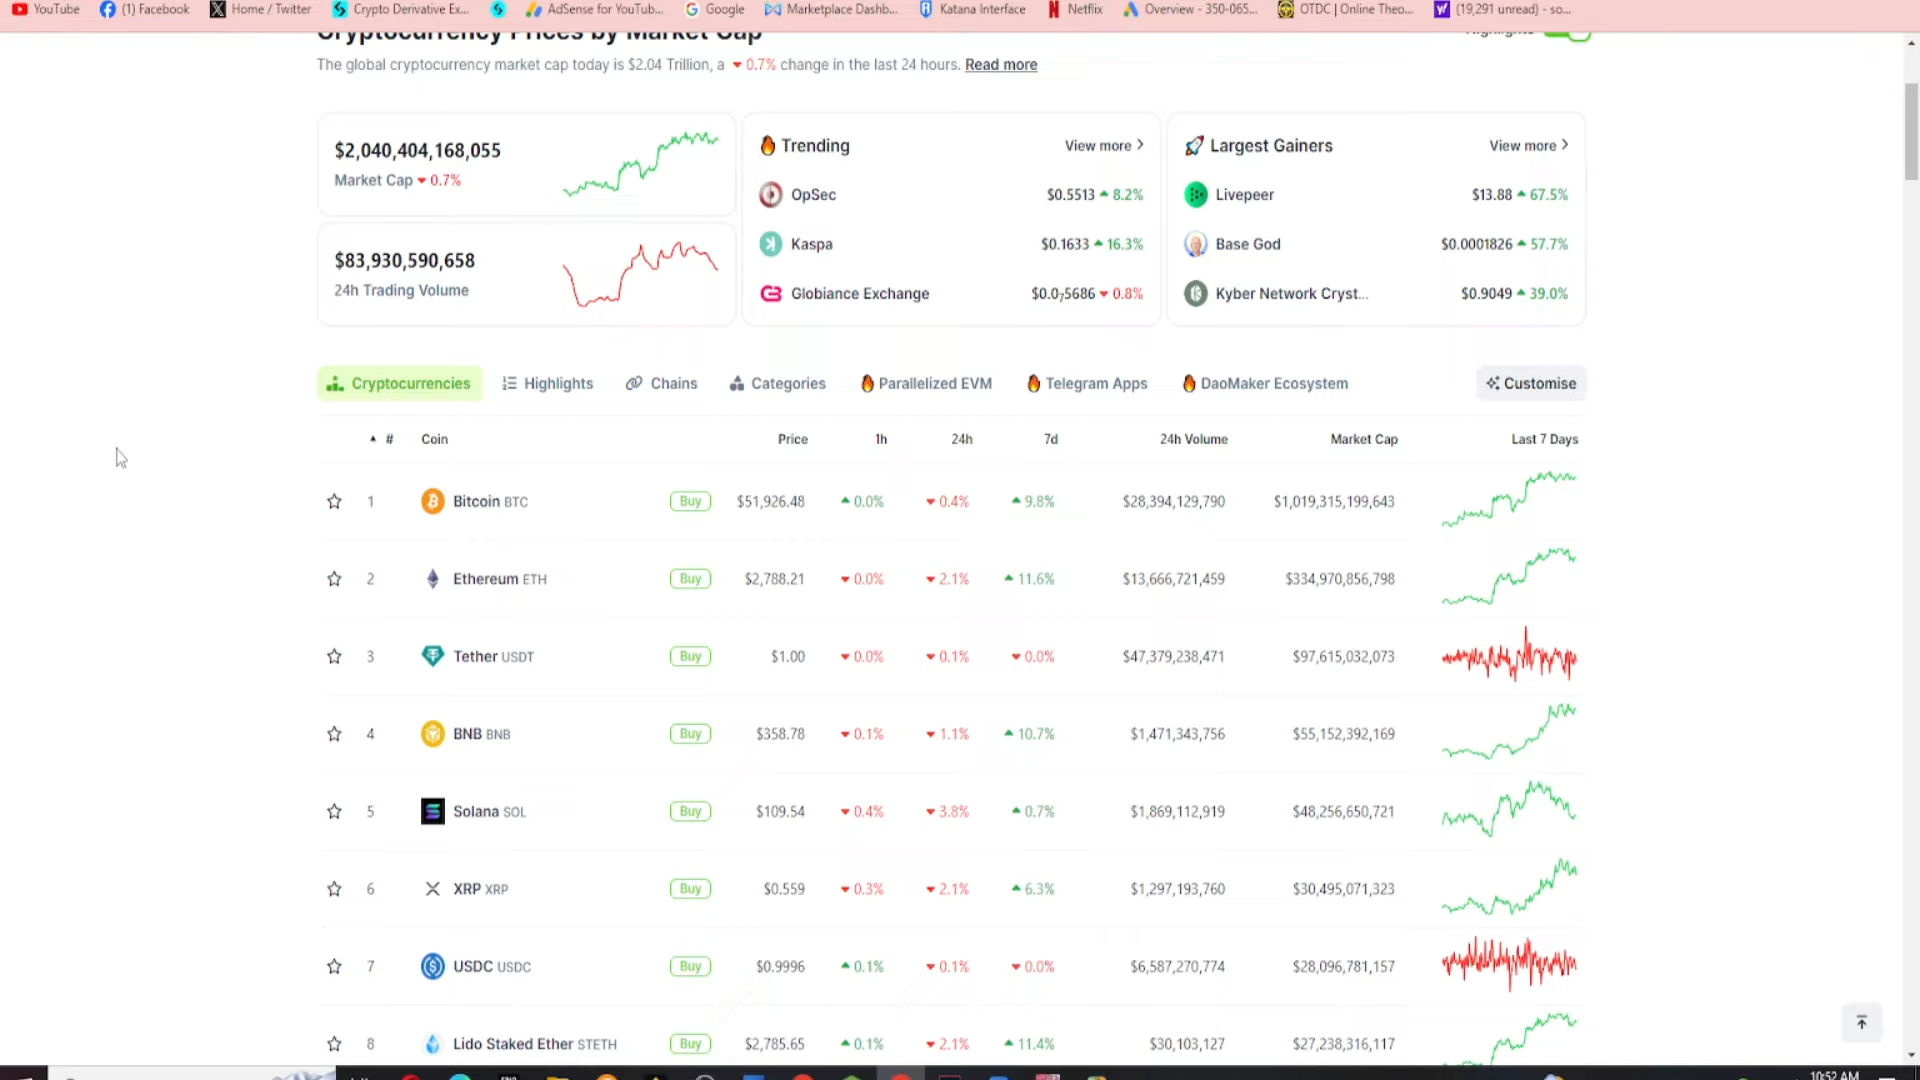 YouTube (1) Facebook Home / Twitter Crypto Derivative Ex... AdSense for YouTub... Google Marketplace Dashb... Katana Interface Netflix Overview - 350-065... OTDC | Online Theo... (19,291 unread) - so...
Cryptocurrency Prices by Market Cap
Highlights
The global cryptocurrency market cap today is $2.04 Trillion, a 0.7% change in the last 24 hours. Read more
$2,040,404,168,055
Market Cap 0.7%
$83,930,590,658
24h Trading Volume
Trending View more
OpSec $0.5513 8.2%
Kaspa $0.1633 16.3%
Globiance Exchange $0.0₇5686 0.8%
Largest Gainers View more
Livepeer $13.88 67.5%
Base God $0.0001826 57.7%
Kyber Network Cryst... $0.9049 39.0%
Cryptocurrencies Highlights Chains Categories Parallelized EVM Telegram Apps DaoMaker Ecosystem Customise
# Coin Price 1h 24h 7d 24h Volume Market Cap Last 7 Days
1 Bitcoin BTC Buy $51,926.48 0.0% 0.4% 9.8% $28,394,129,790 $1,019,315,199,643
2 Ethereum ETH Buy $2,788.21 0.0% 2.1% 11.6% $13,666,721,459 $334,970,856,798
3 Tether USDT Buy $1.00 0.0% 0.1% 0.0% $47,379,238,471 $97,615,032,073
4 BNB BNB Buy $358.78 0.1% 1.1% 10.7% $1,471,343,756 $55,152,392,169
5 Solana SOL Buy $109.54 0.4% 3.8% 0.7% $1,869,112,919 $48,256,650,721
6 XRP XRP Buy $0.559 0.3% 2.1% 6.3% $1,297,193,760 $30,495,071,323
7 USDC USDC Buy $0.9996 0.1% 0.1% 0.0% $6,587,270,774 $28,096,781,157
8 Lido Staked Ether STETH Buy $2,785.65 0.1% 2.1% 11.4% $30,103,127 $27,238,316,117
10:52 AM